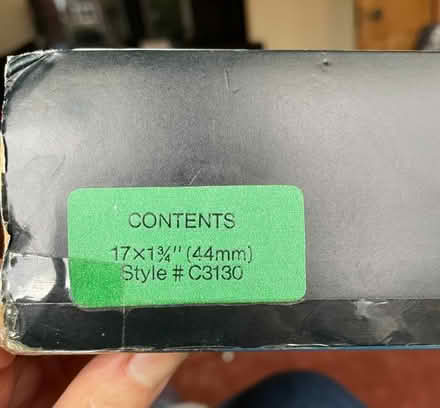 CONTENTS
17×1¾" (44mm)
Style # C3130